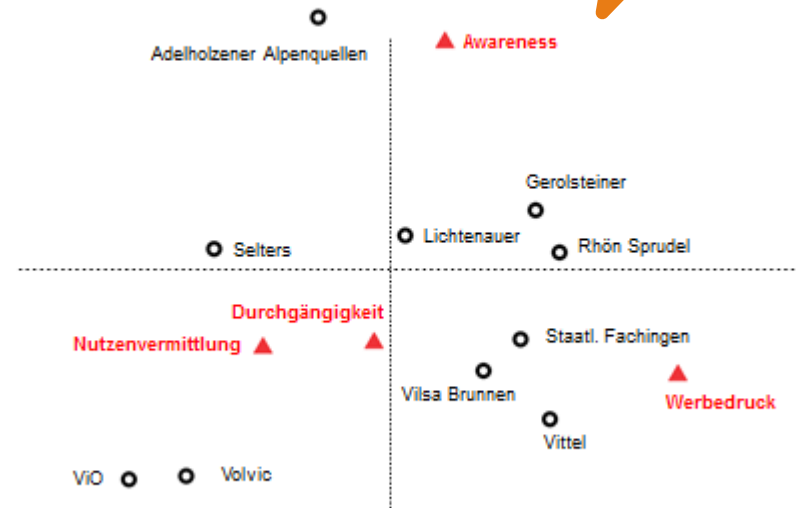 Awareness
Adelholzener Alpenquellen
Gerolsteiner
Lichtenauer
Rhön Sprudel
Selters
Durchgängigkeit
Nutzenvermittlung
Staatl. Fachingen
Vilsa Brunnen
Werbedruck
Vittel
ViO
Volvic